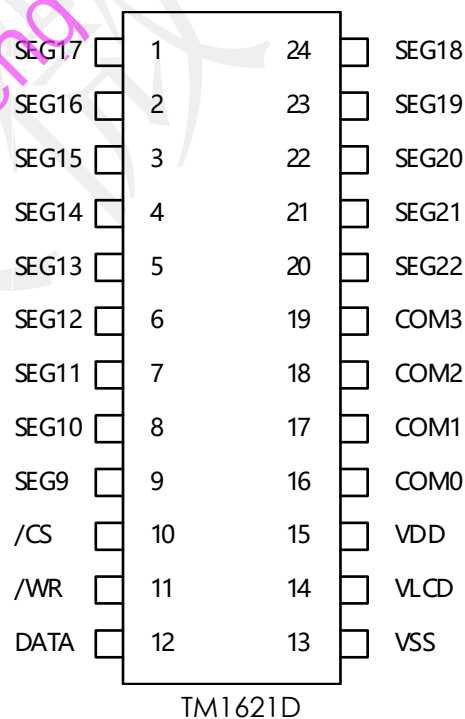 SEG17 1 24 SEG18
SEG16 2 23 SEG19
SEG15 3 22 SEG20
SEG14 4 21 SEG21
SEG13 5 20 SEG22
SEG12 6 19 COM3
SEG11 7 18 COM2
SEG10 8 17 COM1
SEG9 9 16 COM0
/CS 10 15 VDD
/WR 11 14 VLCD
DATA 12 13 VSS
TM1621D